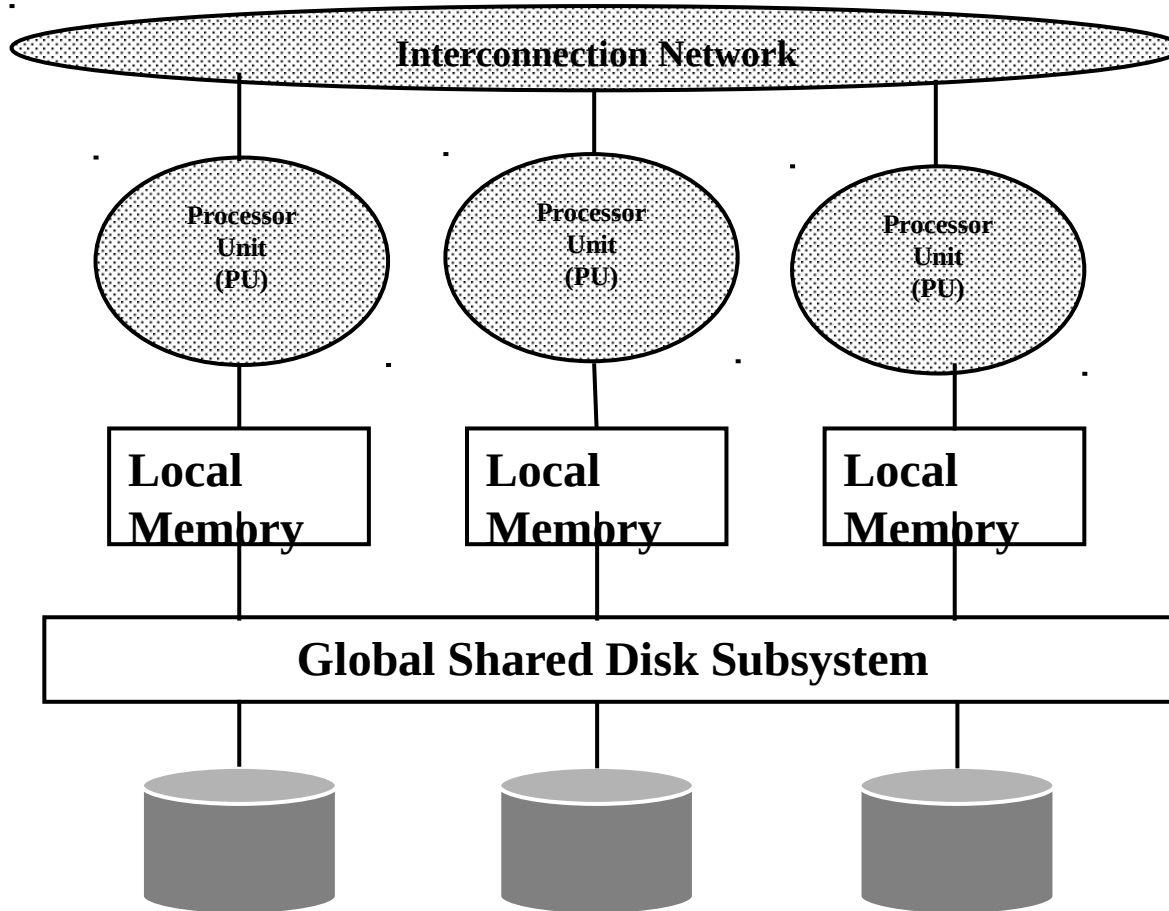 Interconnection Network
Processor
Unit
(PU)
Processor
Unit
(PU)
Processor
Unit
(PU)
Local
Memory
Local
Memory
Local
Memory
Global Shared Disk Subsystem